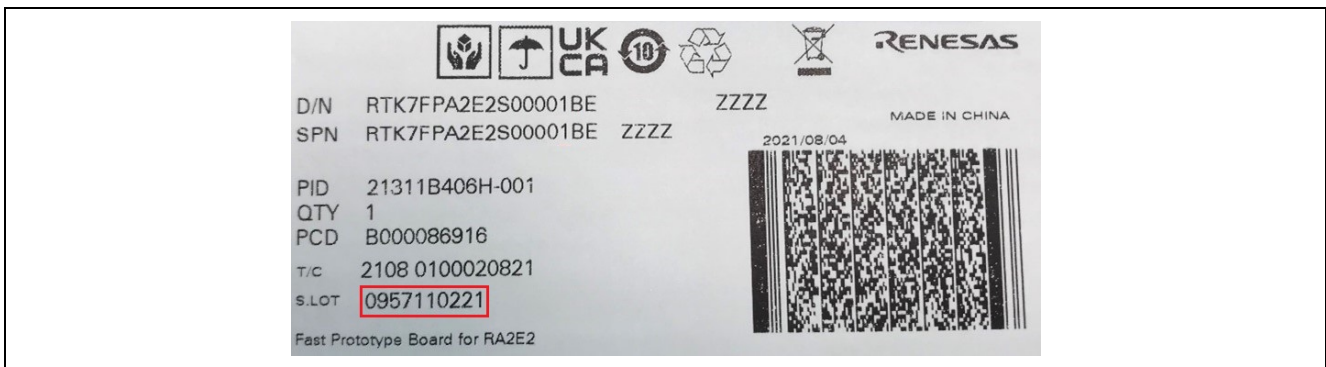 UK
CA
10
RENESAS
D/N RTK7FPA2E2S00001BE ZZZZ
MADE IN CHINA
SPN RTK7FPA2E2S00001BE ZZZZ
2021/08/04
PID 21311B406H-001
QTY 1
PCD B000086916
T/C 2108 0100020821
S.LOT 0957110221
Fast Prototype Board for RA2E2